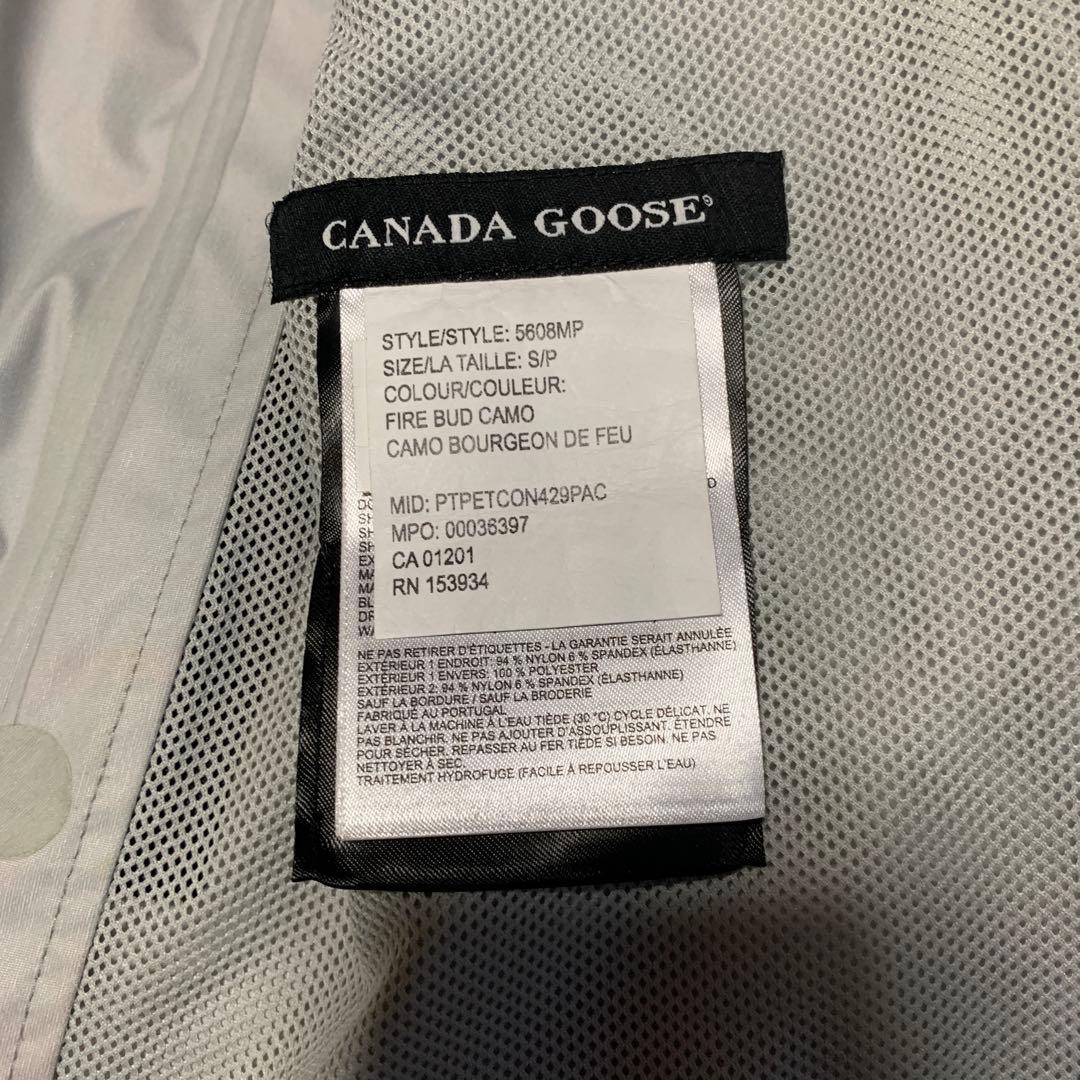 CANADA GOOSE®
STYLE/STYLE: 5608MP
SIZE/LA TAILLE: S/P
COLOUR/COULEUR:
FIRE BUD CAMO
CAMO BOURGEON DE FEU
MID: PTPETCON429PAC
MPO: 00036397
CA 01201
RN 153934
NE PAS RETIRER D'ÉTIQUETTES - LA GARANTIE SERAIT ANNULÉE
EXTÉRIEUR 1 ENDROIT: 94 % NYLON 6 % SPANDEX (ÉLASTHANNE)
EXTÉRIEUR 1 ENVERS: 100 % POLYESTER
EXTÉRIEUR 2: 94 % NYLON 6 % SPANDEX (ÉLASTHANNE)
SAUF LA BORDURE / SAUF LA BRODERIE
FABRIQUÉ AU PORTUGAL
LAVER À LA MACHINE À L'EAU TIÈDE (30 °C) CYCLE DÉLICAT. NE
PAS BLANCHIR. NE PAS AJOUTER D'ASSOUPLISSANT. ÉTENDRE
POUR SÉCHER. REPASSER AU FER TIÈDE SI BESOIN. NE PAS
NETTOYER À SEC.
TRAITEMENT HYDROFUGE (FACILE À REPOUSSER L'EAU)